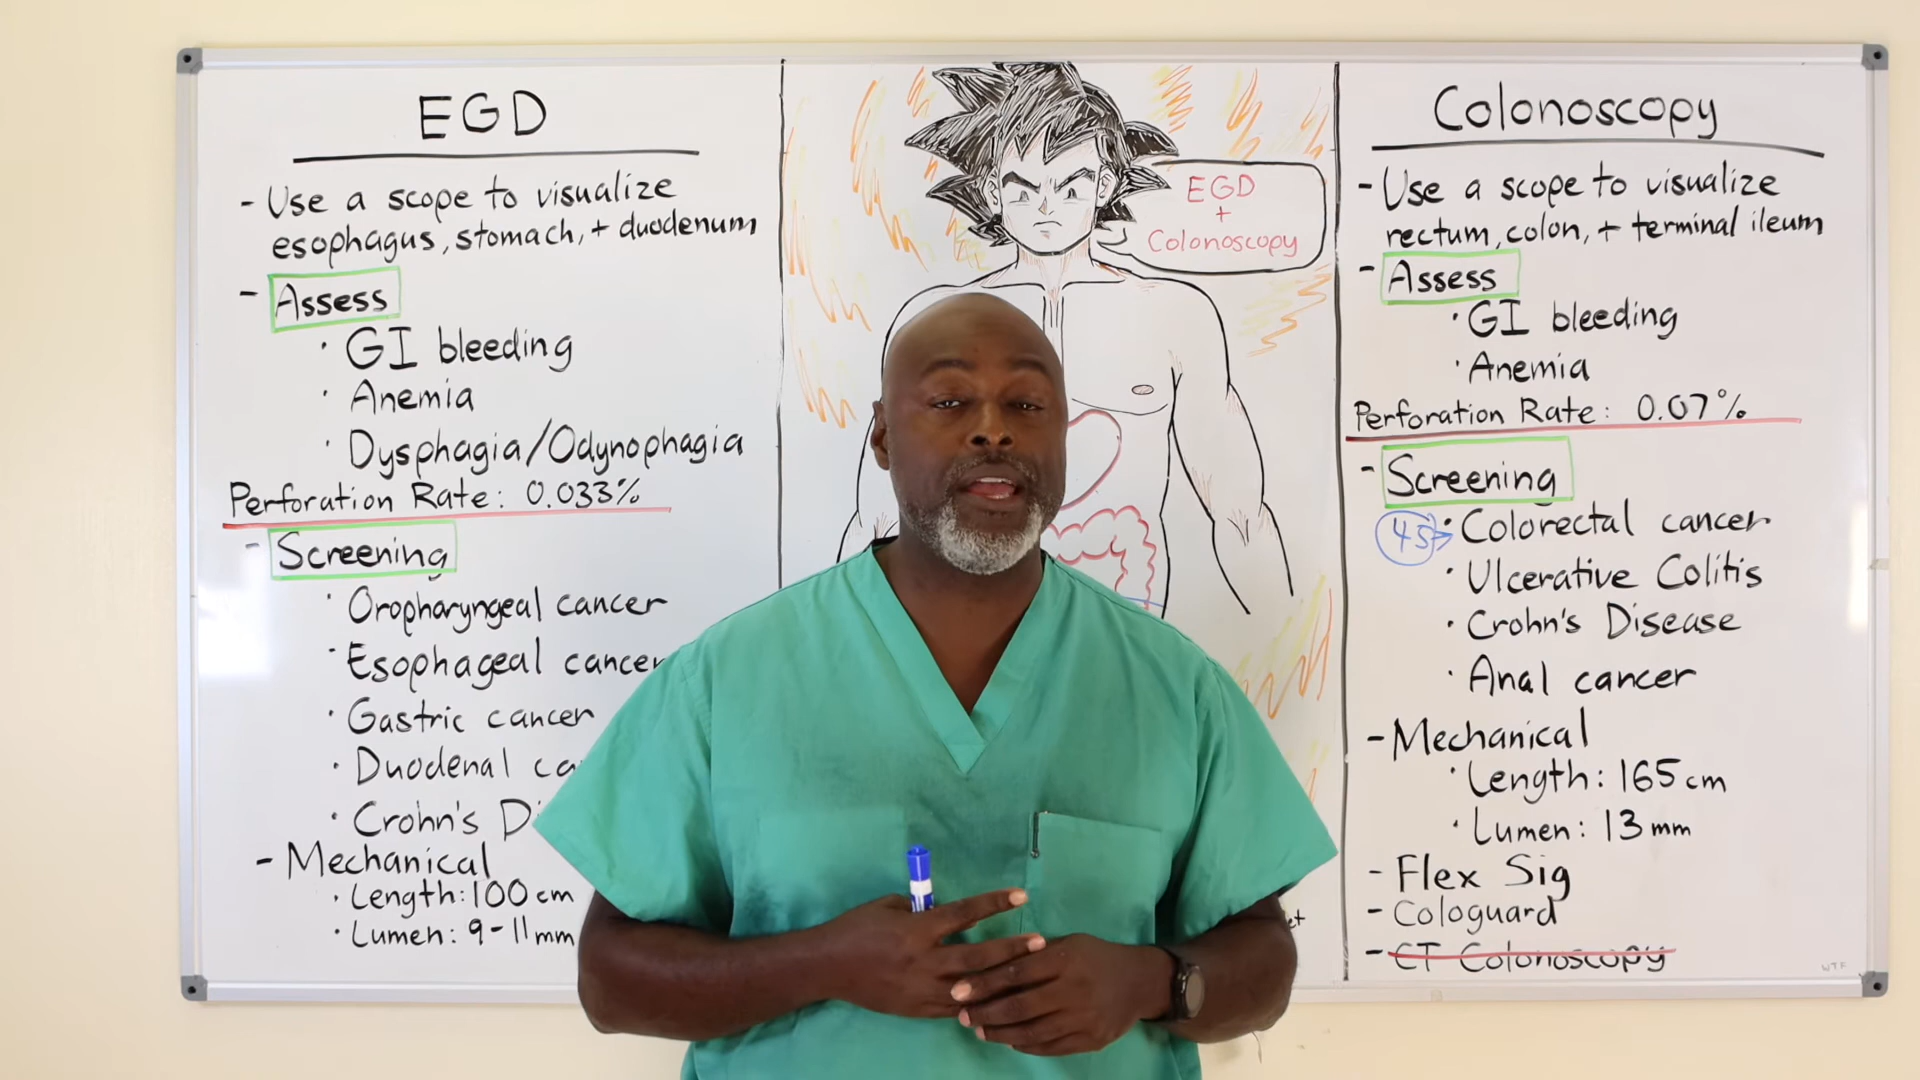 EGD
- Use a scope to visualize
esophagus, stomach, + duodenum
- Assess
· GI bleeding
· Anemia
· Dysphagia/Odynophagia
Perforation Rate: 0.033%
- Screening
· Oropharyngeal cancer
· Esophageal cancer
· Gastric cancer
· Duodenal ca
· Crohn's Di
- Mechanical
· Length: 100 cm
· Lumen: 9-11 mm
EGD
+
Colonoscopy
Colonoscopy
- Use a scope to visualize
rectum, colon, + terminal ileum
- Assess
· GI bleeding
· Anemia
Perforation Rate: 0.07%
- Screening
45 → · Colorectal cancer
· Ulcerative Colitis
· Crohn's Disease
· Anal cancer
- Mechanical
· Length: 165 cm
· Lumen: 13 mm
- Flex Sig
- Cologuard
- CT Colonoscopy
WTF